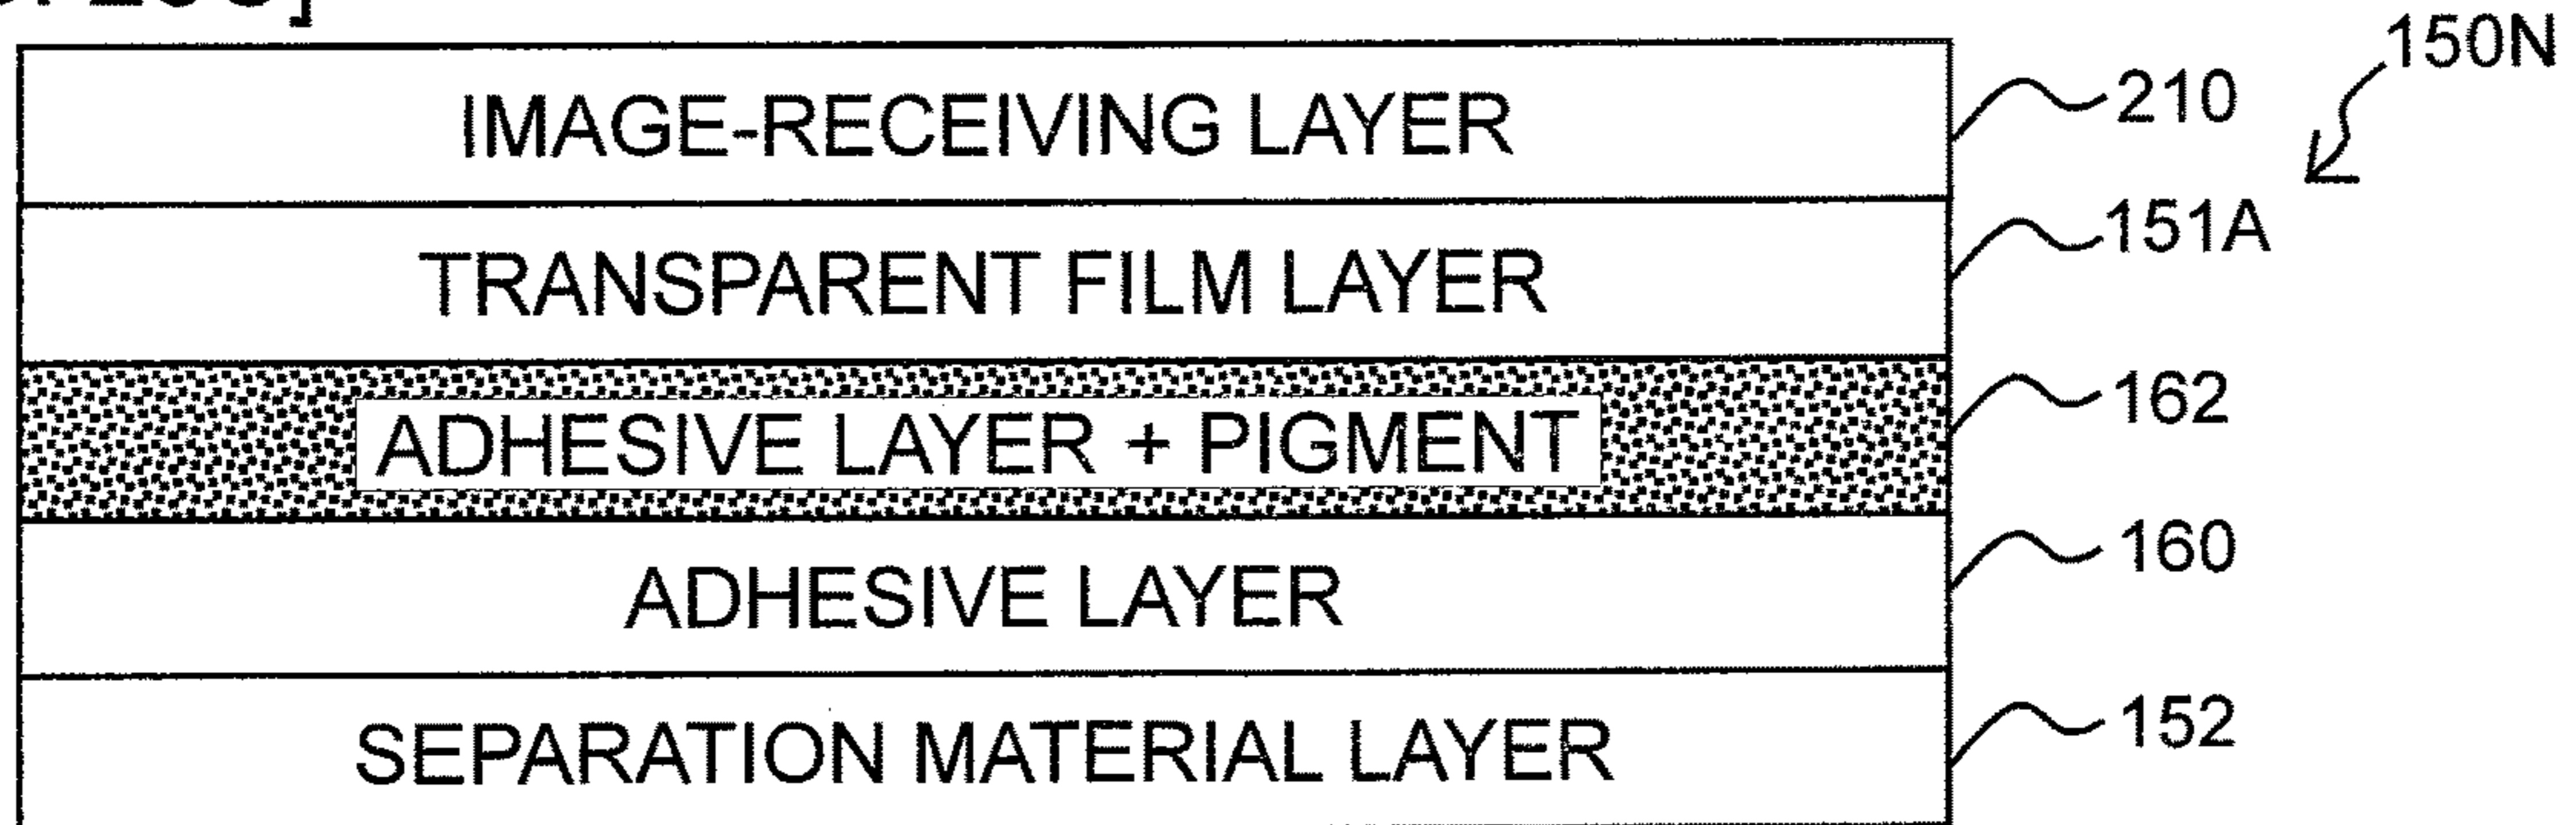 150N
IMAGE-RECEIVING LAYER 210
TRANSPARENT FILM LAYER 151A
ADHESIVE LAYER + PIGMENT 162
ADHESIVE LAYER 160
SEPARATION MATERIAL LAYER 152